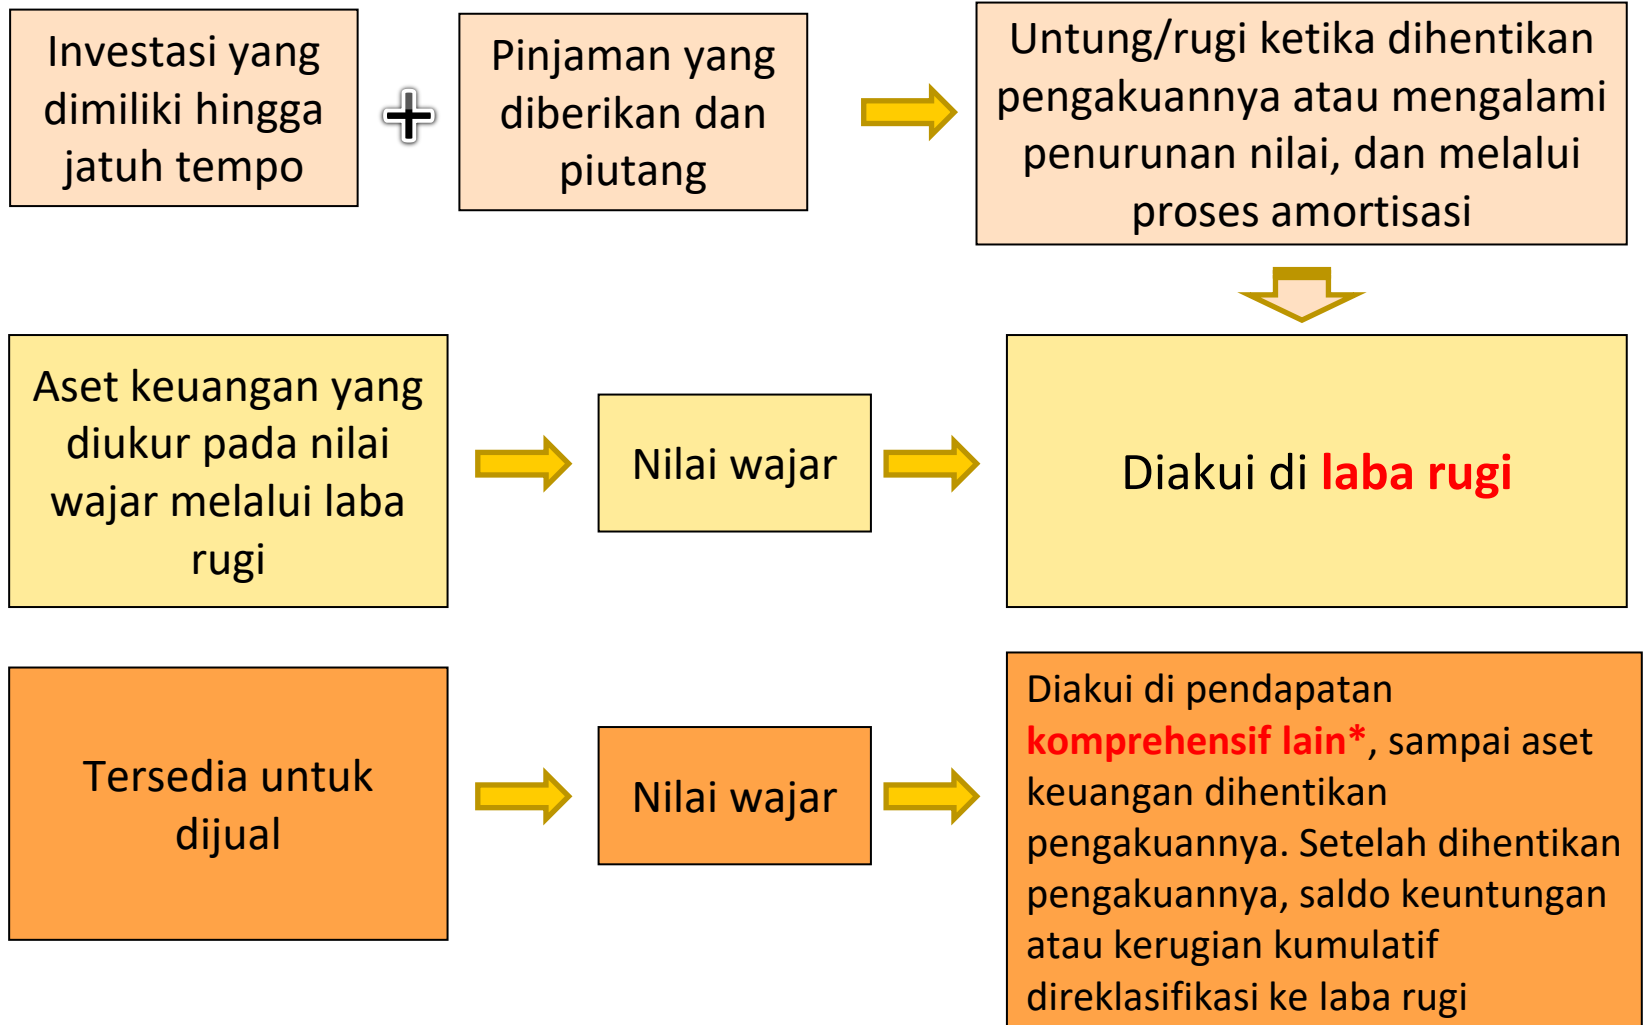 Investasi yang
dimiliki hingga
jatuh tempo
+
Pinjaman yang
diberikan dan
piutang
Untung/rugi ketika dihentikan
pengakuannya atau mengalami
penurunan nilai, dan melalui
proses amortisasi
Aset keuangan yang
diukur pada nilai
wajar melalui laba
rugi
Nilai wajar
Diakui di laba rugi
Tersedia untuk
dijual
Nilai wajar
Diakui di pendapatan
komprehensif lain*, sampai aset
keuangan dihentikan
pengakuannya. Setelah dihentikan
pengakuannya, saldo keuntungan
atau kerugian kumulatif
direklasifikasi ke laba rugi